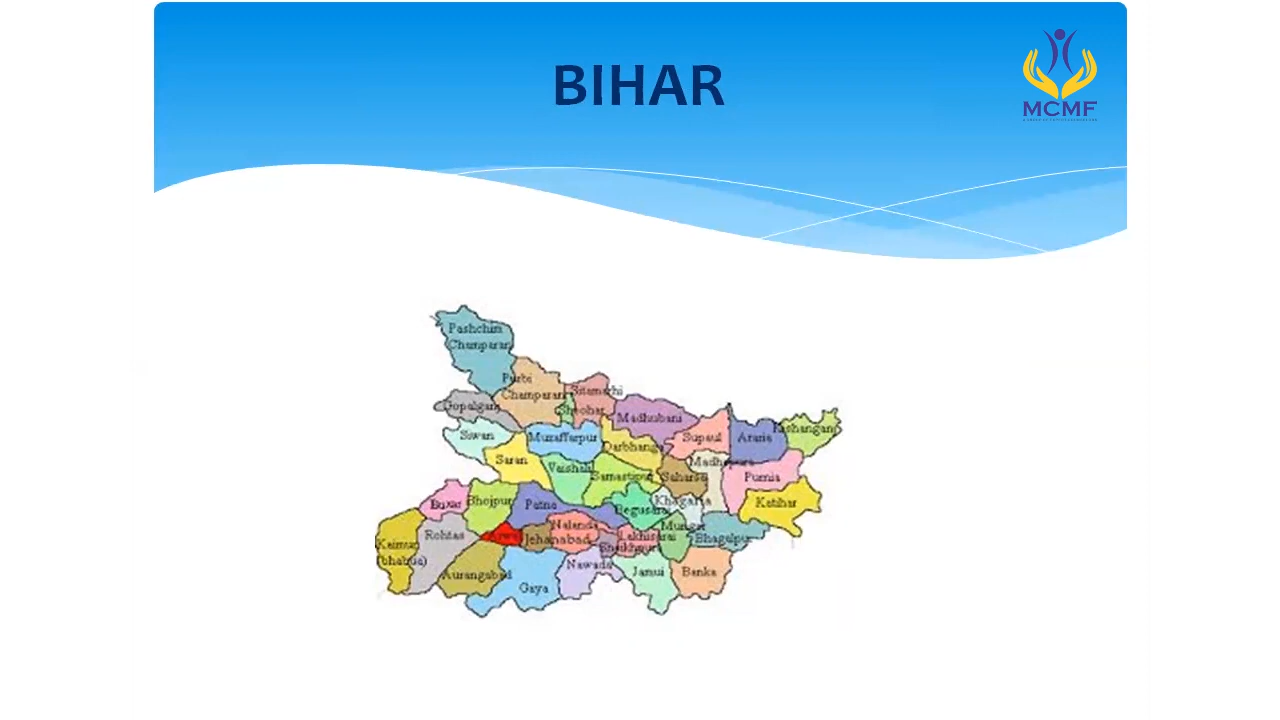 BIHAR
MCMF
Pashchim
Champaran
Purbi
Champaran
Sitamarhi
Sheohar
Gopalganj
Madhubani
Siwan
Muzaffarpur
Darbhanga
Supaul
Araria
Kishanganj
Saran
Vaishali
Samastipur
Saharsa
Madhepura
Purnia
Buxar
Bhojpur
Patna
Begusarai
Khagaria
Katihar
Kaimur
(bhabua)
Rohtas
Arwal
Jehanabad
Nalanda
Sheikhpura
Lakhisarai
Munger
Bhagalpur
Aurangabad
Gaya
Nawada
Jamui
Banka